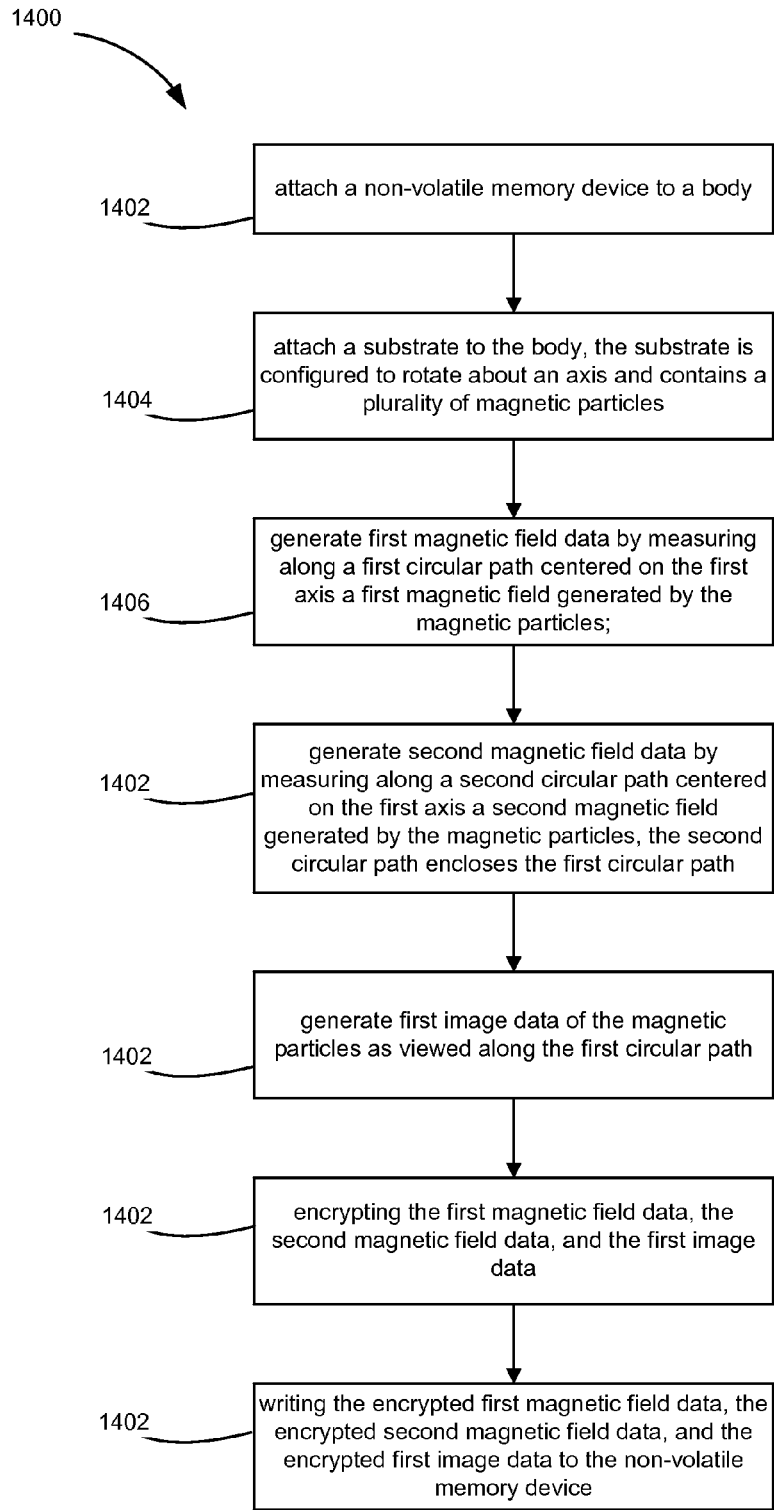 1400
1402
attach a non-volatile memory device to a body
1404
attach a substrate to the body, the substrate is
configured to rotate about an axis and contains a
plurality of magnetic particles
1406
generate first magnetic field data by measuring
along a first circular path centered on the first
axis a first magnetic field generated by the
magnetic particles;
1402
generate second magnetic field data by
measuring along a second circular path centered
on the first axis a second magnetic field
generated by the magnetic particles, the second
circular path encloses the first circular path
1402
generate first image data of the magnetic
particles as viewed along the first circular path
1402
encrypting the first magnetic field data, the
second magnetic field data, and the first image
data
1402
writing the encrypted first magnetic field data, the
encrypted second magnetic field data, and the
encrypted first image data to the non-volatile
memory device